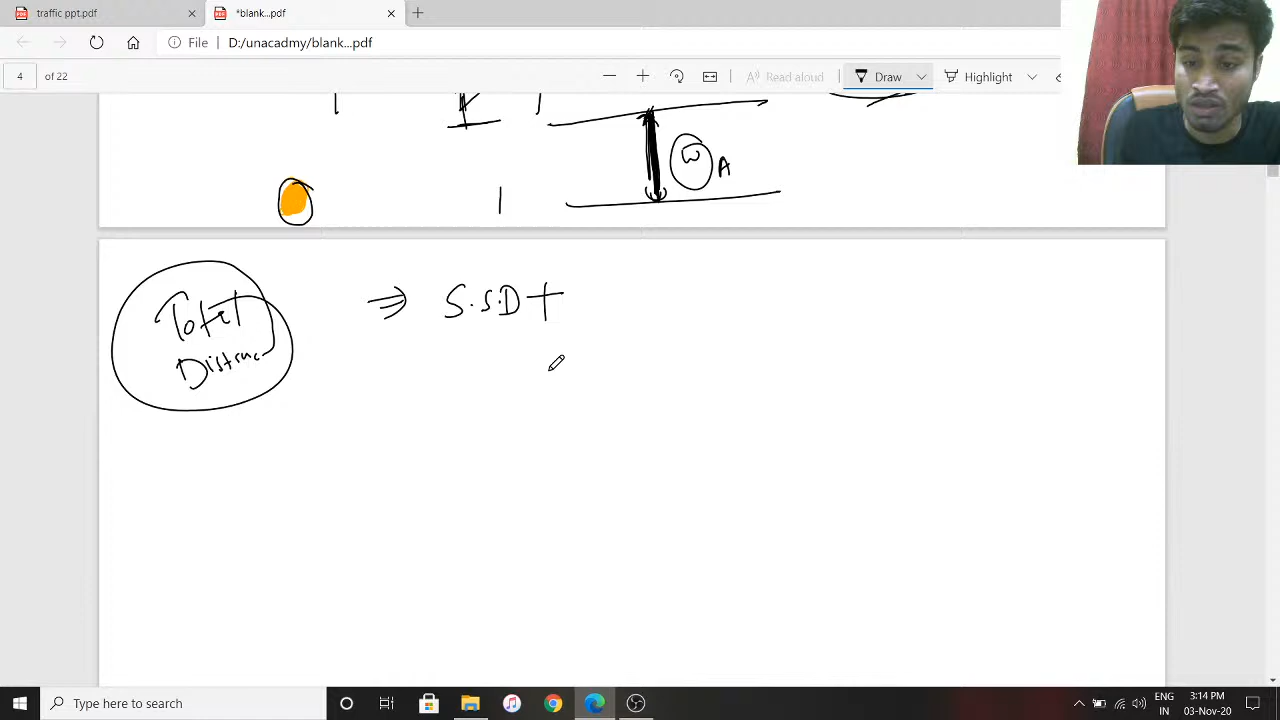 traffic ppt.pdf
*blank...pdf
File
D:/unacadmy/blank...pdf
4 of 22
Read aloud
Draw
Highlight
W A
Total ⇒ S.S.D +
Distanc
Type here to search
ENG 3:14 PM
IN 03-Nov-20